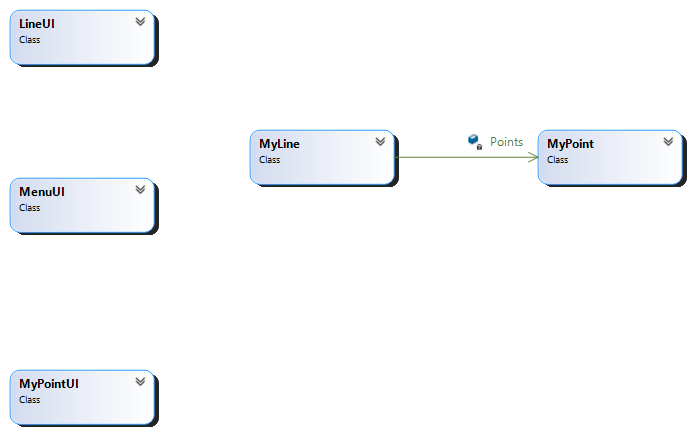 LineUI
Class
MyLine
Class
Points
MyPoint
Class
MenuUI
Class
MyPointUI
Class